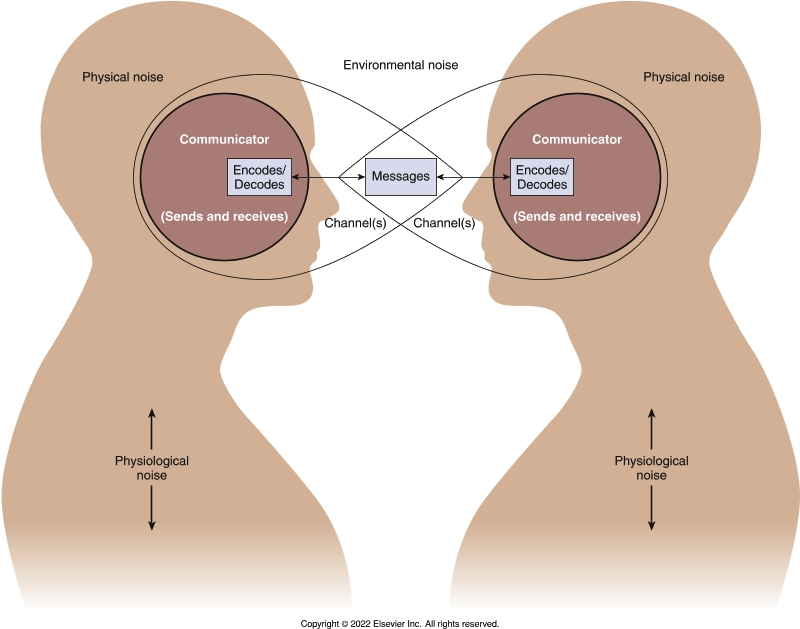 Environmental noise
Physical noise
Physical noise
Communicator
Communicator
Encodes/
Decodes
Messages
Encodes/
Decodes
(Sends and receives)
Channel(s)
Channel(s)
(Sends and receives)
Physiological
noise
Physiological
noise
Copyright © 2022 Elsevier Inc. All rights reserved.